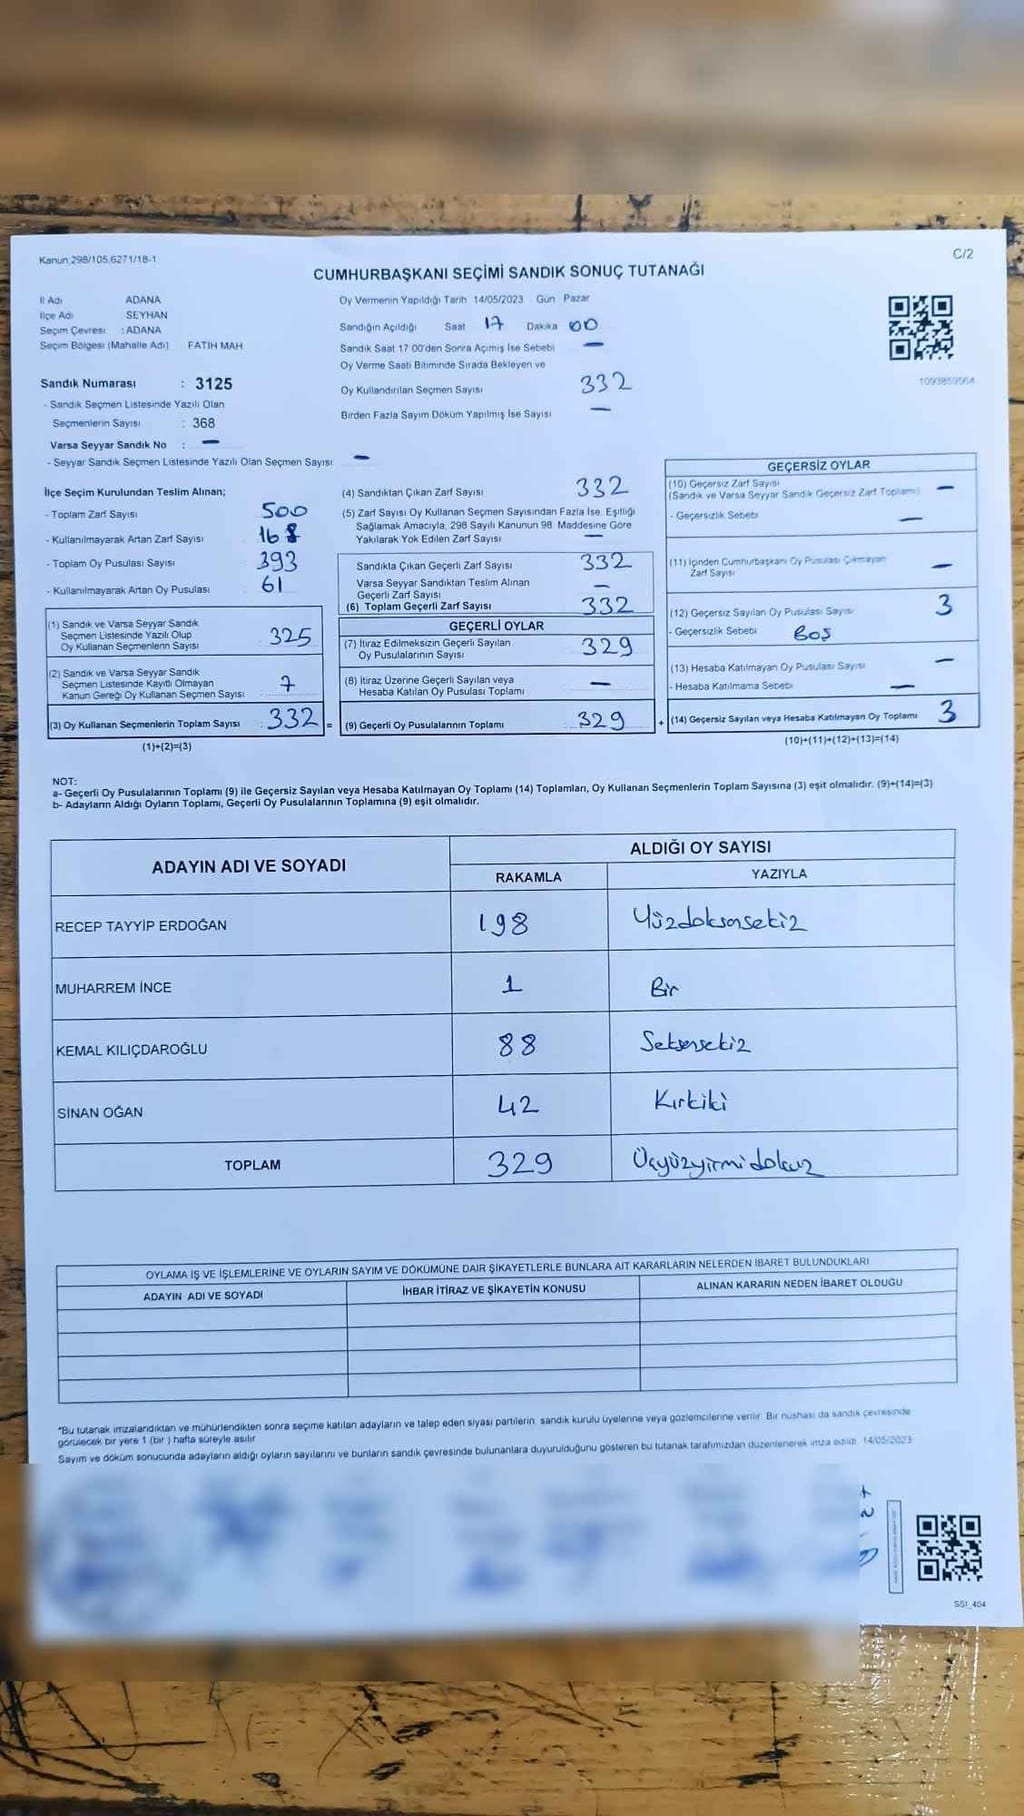 Kanun.298/105.6271/18-1
C/2
CUMHURBAŞKANI SEÇİMİ SANDIK SONUÇ TUTANAĞI
İl Adı ADANA
İlçe Adı SEYHAN
Seçim Çevresi : ADANA
Seçim Bölgesi (Mahalle Adı) FATİH MAH
Oy Vermenin Yapıldığı Tarih 14/05/2023 Gün Pazar
Sandığın Açıldığı Saat 17 Dakika 00
Sandık Saat 17 00'den Sonra Açımış İse Sebebi —
Oy Verme Saati Bitiminde Sırada Bekleyen ve
Oy Kullandırılan Seçmen Sayısı 332
Birden Fazla Sayım Döküm Yapılmış İse Sayısı —
1093859564
Sandık Numarası : 3125
- Sandık Seçmen Listesinde Yazılı Olan
Seçmenlerin Sayısı : 368
Varsa Seyyar Sandık No : —
- Seyyar Sandık Seçmen Listesinde Yazılı Olan Seçmen Sayısı —
İlçe Seçim Kurulundan Teslim Alınan;
- Toplam Zarf Sayısı 500
- Kullanılmayarak Artan Zarf Sayısı 168
- Toplam Oy Pusulası Sayısı 393
- Kullanılmayarak Artan Oy Pusulası 61
(1) Sandık ve Varsa Seyyar Sandık
Seçmen Listesinde Yazılı Olup
Oy Kullanan Seçmenlerin Sayısı : 325
(2) Sandık ve Varsa Seyyar Sandık
Seçmen Listesinde Kayıtlı Olmayan
Kanun Gereği Oy Kullanan Seçmen Sayısı : 7
(3) Oy Kullanan Seçmenlerin Toplam Sayısı : 332 =
(1)+(2)=(3)
(4) Sandıktan Çıkan Zarf Sayısı 332
(5) Zarf Sayısı Oy Kullanan Seçmen Sayısından Fazla İse, Eşitliği
Sağlamak Amacıyla, 298 Sayılı Kanunun 98. Maddesine Göre
Yakılarak Yok Edilen Zarf Sayısı —
Sandıkta Çıkan Geçerli Zarf Sayısı 332
Varsa Seyyar Sandıktan Teslim Alınan
Geçerli Zarf Sayısı —
(6) Toplam Geçerli Zarf Sayısı 332
GEÇERLİ OYLAR
(7) İtiraz Edilmeksizin Geçerli Sayılan
Oy Pusulalarının Sayısı 329
(8) İtiraz Üzerine Geçerli Sayılan veya
Hesaba Katılan Oy Pusulası Toplamı —
(9) Geçerli Oy Pusulalarının Toplamı 329 +
GEÇERSİZ OYLAR
(10) Geçersiz Zarf Sayısı
(Sandık ve Varsa Seyyar Sandık Geçersiz Zarf Toplamı) —
- Geçersizlik Sebebi —
(11) İçinden Cumhurbaşkanı Oy Pusulası Çıkmayan
Zarf Sayısı —
(12) Geçersiz Sayılan Oy Pusulası Sayısı 3
- Geçersizlik Sebebi Boş
(13) Hesaba Katılmayan Oy Pusulası Sayısı —
- Hesaba Katılmama Sebebi —
(14) Geçersiz Sayılan veya Hesaba Katılmayan Oy Toplamı 3
(10)+(11)+(12)+(13)=(14)
NOT:
a- Geçerli Oy Pusulalarının Toplamı (9) ile Geçersiz Sayılan veya Hesaba Katılmayan Oy Toplamı (14) Toplamları, Oy Kullanan Seçmenlerin Toplam Sayısına (3) eşit olmalıdır. (9)+(14)=(3)
b- Adayların Aldığı Oyların Toplamı, Geçerli Oy Pusulalarının Toplamına (9) eşit olmalıdır.
ADAYIN ADI VE SOYADI ALDIĞI OY SAYISI
RAKAMLA YAZIYLA
RECEP TAYYİP ERDOĞAN 198 Yüzdoksansekiz
MUHARREM İNCE 1 Bir
KEMAL KILIÇDAROĞLU 88 Seksensekiz
SİNAN OĞAN 42 Kırkiki
TOPLAM 329 Üçyüzyirmidokuz
OYLAMA İŞ VE İŞLEMLERİNE VE OYLARIN SAYIM VE DÖKÜMÜNE DAİR ŞİKAYETLERLE BUNLARA AİT KARARLARIN NELERDEN İBARET BULUNDUKLARI
ADAYIN ADI VE SOYADI İHBAR İTİRAZ VE ŞİKAYETİN KONUSU ALINAN KARARIN NEDEN İBARET OLDUĞU
*Bu tutanak imzalandıktan ve mühürlendikten sonra seçime katılan adayların ve talep eden siyasi partilerin sandık kurulu üyelerine veya gözlemcilerine verilir. Bir nushası da sandık çevresinde
görülecek bir yere 1 (bir ) hafta süreyle asılır
Sayım ve döküm sonucunda adayların aldığı oyların sayılarını ve bunların sandık çevresinde bulunanlara duyurulduğunu gösteren bu tutanak tarafımızdan düzenlenerek imza edildi. 14/05/2023
SSI_404